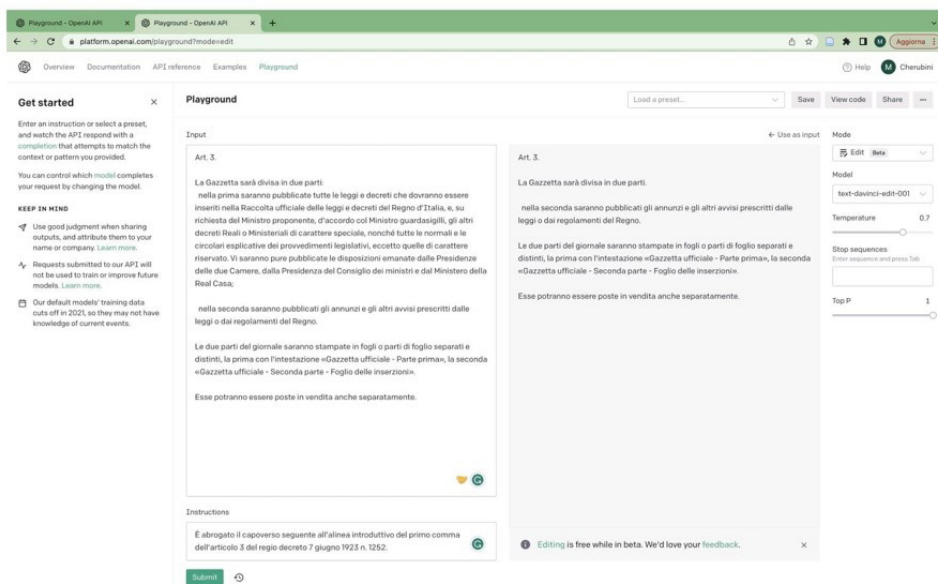 Playground - OpenAI API
Playground - OpenAI API
platform.openai.com/playground?mode=edit
M
Aggiorna
Overview Documentation API reference Examples Playground
Help
M Cherubini
Get started
Enter an instruction or select a preset,
and watch the API respond with a
completion that attempts to match the
context or pattern you provided.
You can control which model completes
your request by changing the model.
KEEP IN MIND
Use good judgment when sharing
outputs, and attribute them to your
name or company. Learn more.
Requests submitted to our API will
not be used to train or improve future
models. Learn more.
Our default models' training data
cuts off in 2021, so they may not have
knowledge of current events.
Playground
Load a preset...
Save
View code
Share
Input
Art. 3.
La Gazzetta sarà divisa in due parti:
nella prima saranno pubblicate tutte le leggi e decreti che dovranno essere
inseriti nella Raccolta ufficiale delle leggi e decreti del Regno d'Italia, e, su
richiesta del Ministro proponente, d'accordo col Ministro guardasigilli, gli altri
decreti Reali o Ministeriali di carattere speciale, nonché tutte le normali e le
circolari esplicative dei provvedimenti legislativi, eccetto quelle di carattere
riservato. Vi saranno pure pubblicate le disposizioni emanate dalle Presidenze
delle due Camere, dalla Presidenza del Consiglio dei ministri e dal Ministero della
Real Casa;
nella seconda saranno pubblicati gli annunzi e gli altri avvisi prescritti dalle
leggi o dai regolamenti del Regno.
Le due parti del giornale saranno stampate in fogli o parti di foglio separati e
distinti, la prima con l'intestazione «Gazzetta ufficiale - Parte prima», la seconda
«Gazzetta ufficiale - Seconda parte - Foglio delle inserzioni».
Esse potranno essere poste in vendita anche separatamente.
Instructions
È abrogato il capoverso seguente all'alinea introduttivo del primo comma
dell'articolo 3 del regio decreto 7 giugno 1923 n. 1252.
Submit
← Use as input
Art. 3.
La Gazzetta sarà divisa in due parti.
nella seconda saranno pubblicati gli annunzi e gli altri avvisi prescritti dalle
leggi o dai regolamenti del Regno.
Le due parti del giornale saranno stampate in fogli o parti di foglio separati e
distinti, la prima con l'intestazione «Gazzetta ufficiale - Parte prima», la seconda
«Gazzetta ufficiale - Seconda Parte - Foglio delle inserzioni».
Esse potranno essere poste in vendita anche separatamente.
Editing is free while in beta. We'd love your feedback.
Mode
Edit Beta
Model
text-davinci-edit-001
Temperature 0.7
Stop sequences
Enter sequence and press Tab
Top P 1